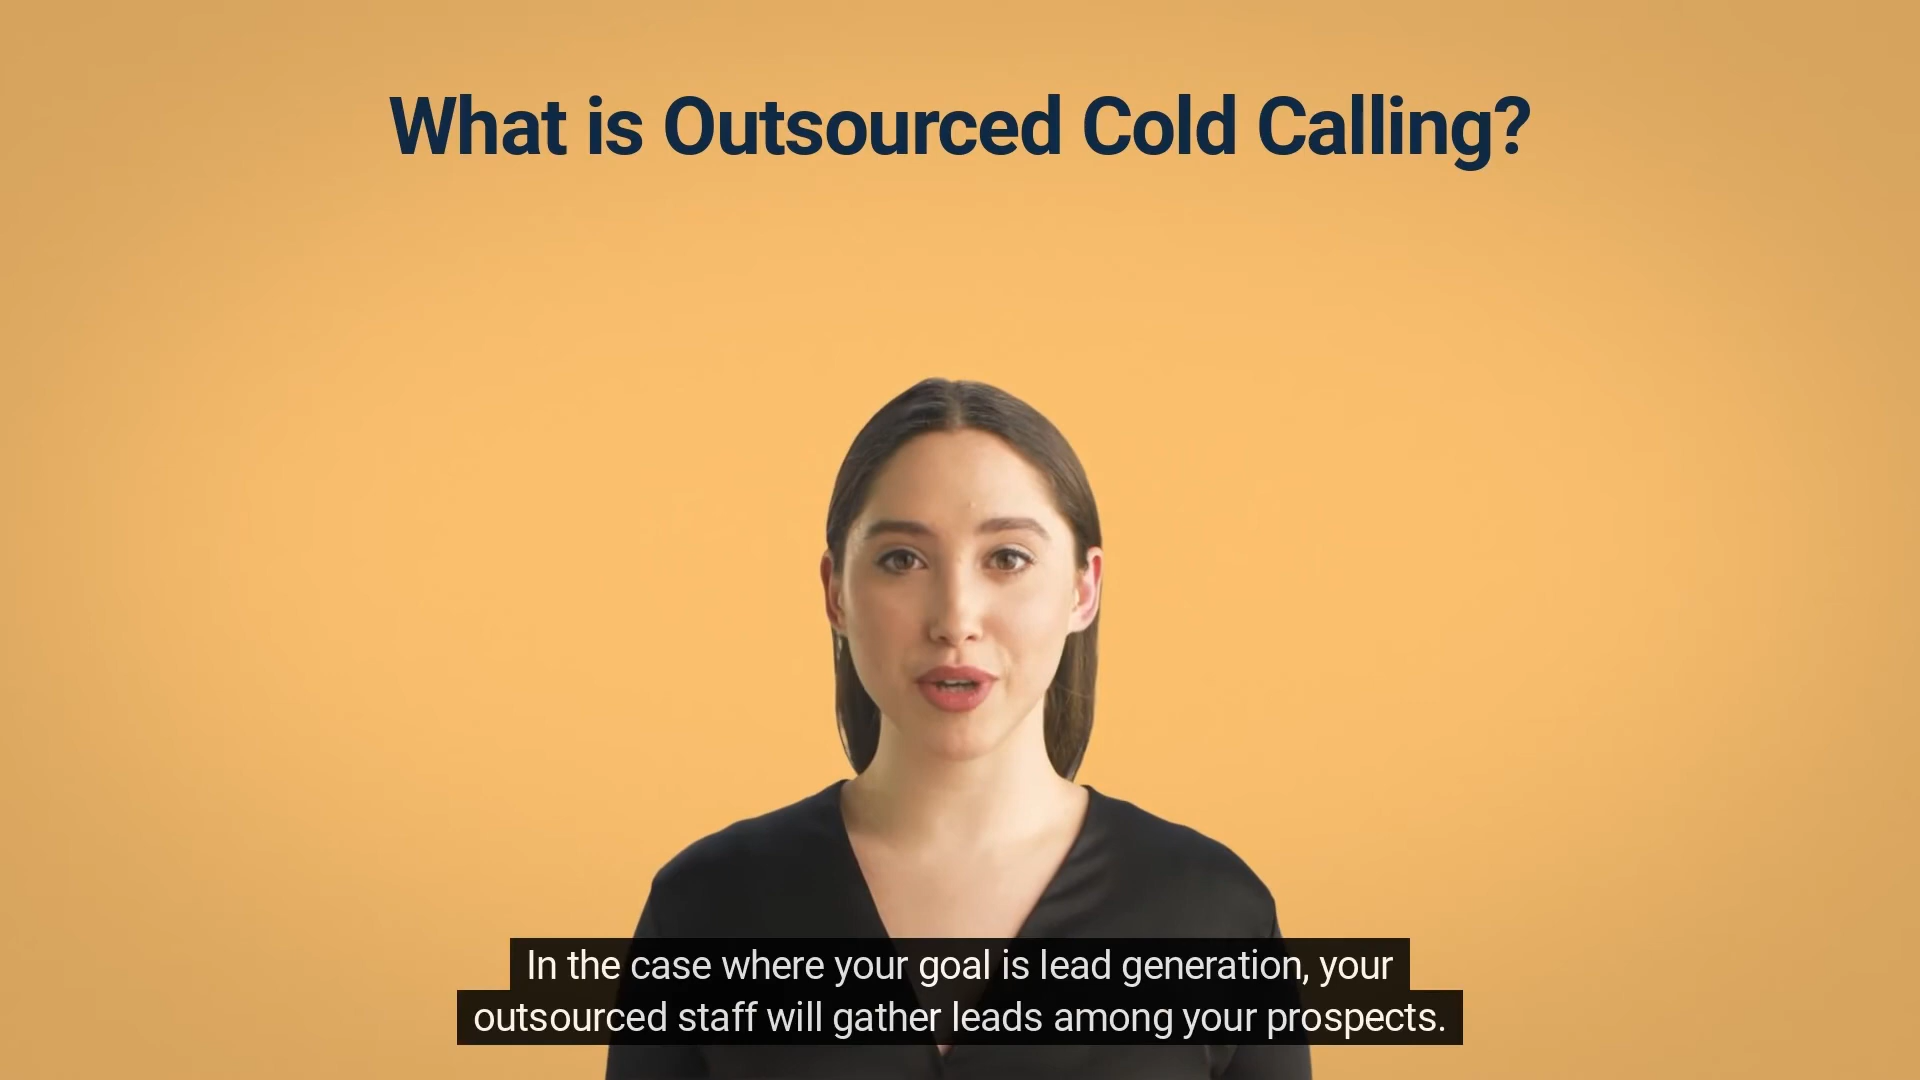 What is Outsourced Cold Calling?
In the case where your goal is lead generation, your
outsourced staff will gather leads among your prospects.